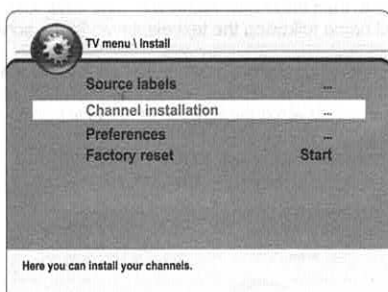 TV menu \ Install
Source labels ...
Channel installation ...
Preferences ...
Factory reset Start
Here you can install your channels.